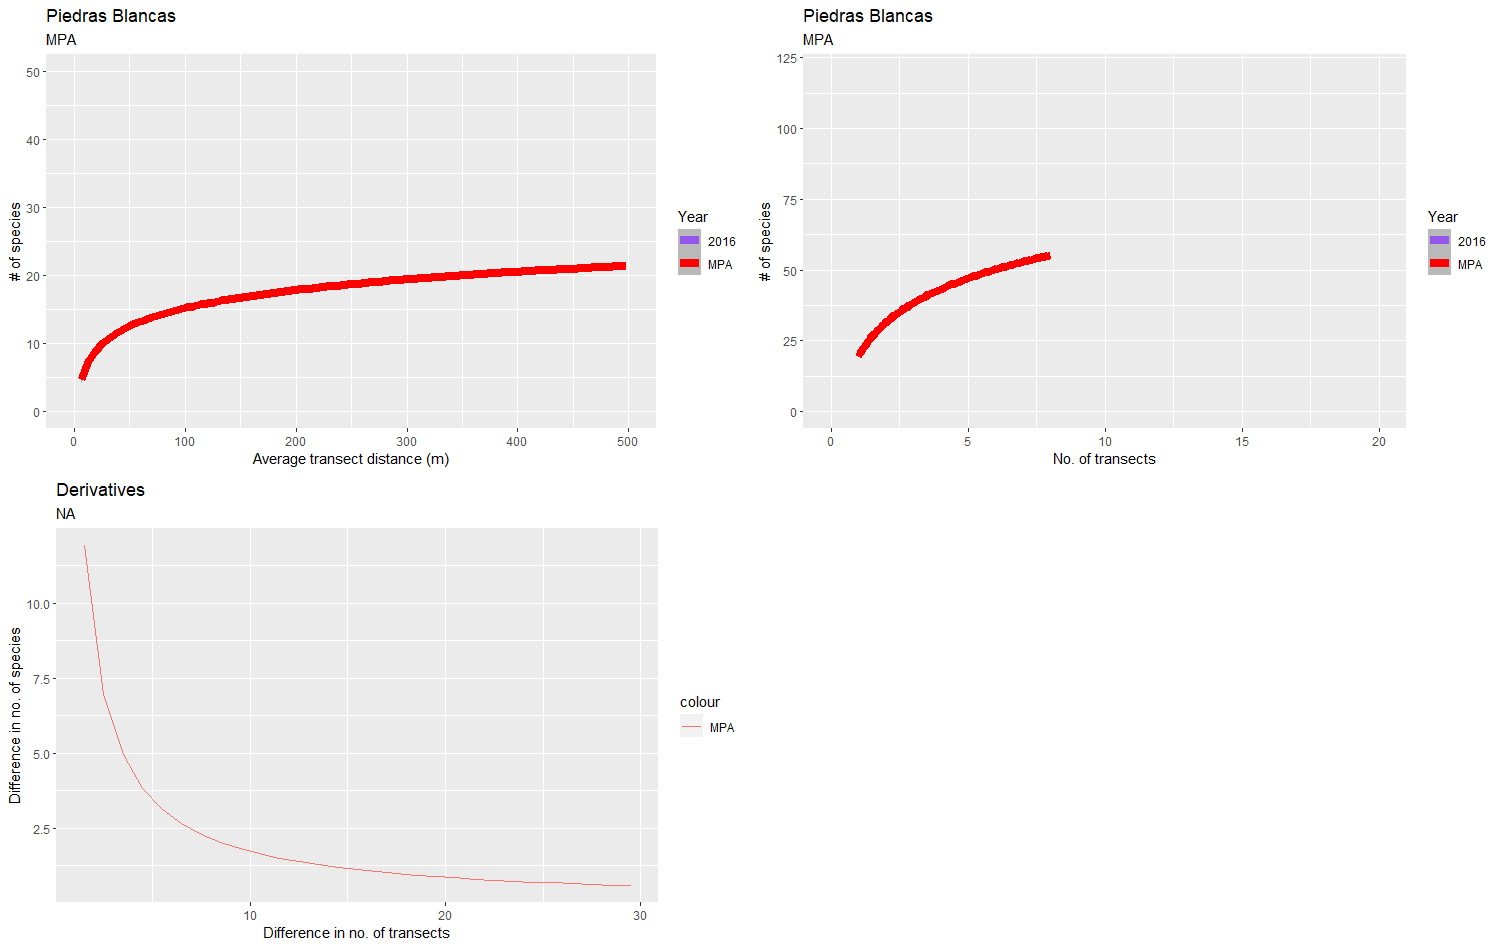 Piedras Blancas
MPA
# of species
50
40
30
20
10
0
0 100 200 300 400 500
Average transect distance (m)
Year
2016
MPA
Piedras Blancas
MPA
# of species
125
100
75
50
25
0
0 5 10 15 20
No. of transects
Year
2016
MPA
Derivatives
NA
Difference in no. of species
10.0
7.5
5.0
2.5
10 20 30
Difference in no. of transects
colour
MPA